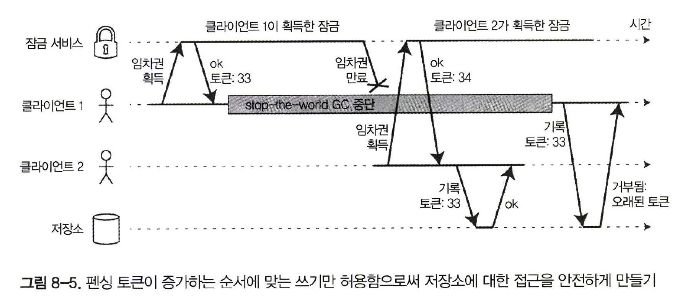 클라이언트 1이 획득한 잠금
클라이언트 2가 획득한 잠금
시간
잠금 서비스
임차권
획득
ok
토큰: 33
임차권
만료
ok
토큰: 34
클라이언트 1
stop-the-world GC 중단
임차권
획득
기록
토큰: 33
클라이언트 2
기록
토큰: 33
ok
거부됨:
오래된 토큰
저장소
그림 8-5. 펜싱 토큰이 증가하는 순서에 맞는 쓰기만 허용함으로써 저장소에 대한 접근을 안전하게 만들기